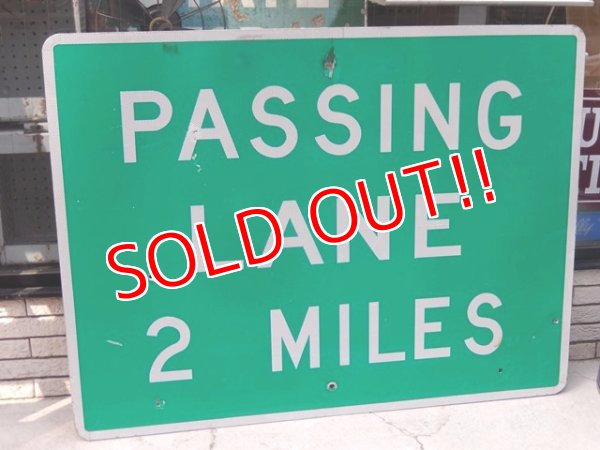 PASSING
LANE
SOLD OUT!!
2 MILES